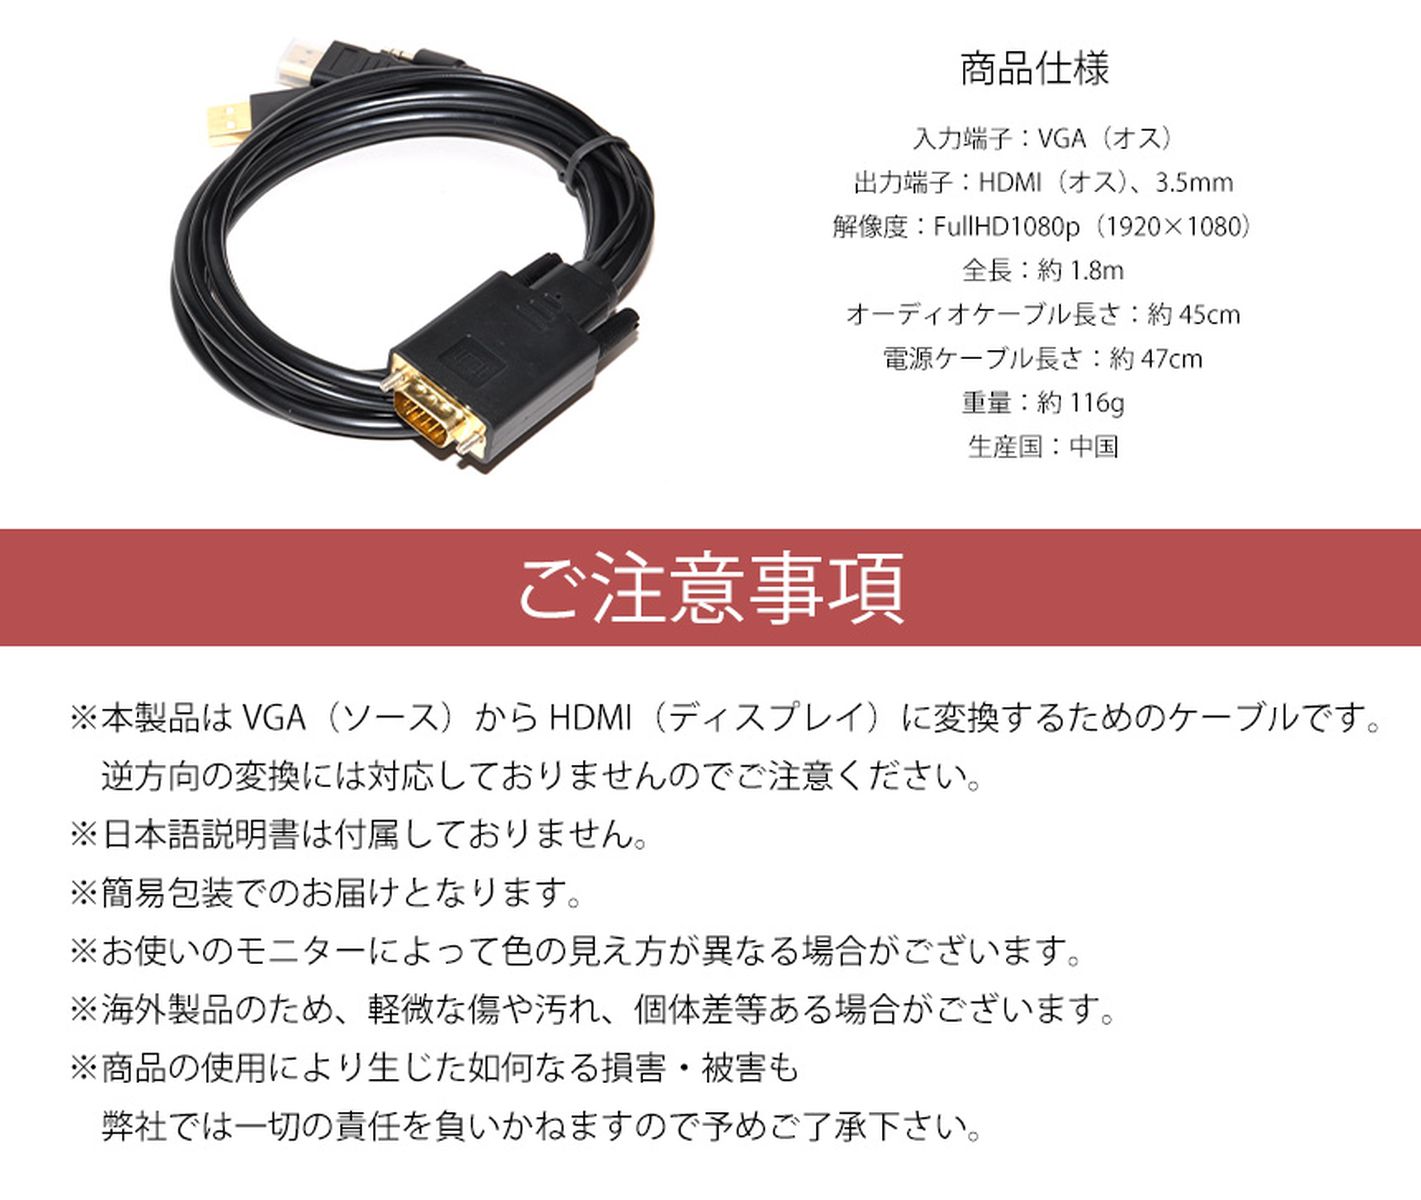 商品仕様
入力端子：VGA（オス）
出力端子：HDMI（オス）、3.5mm
解像度：FullHD1080p（1920×1080）
全長：約 1.8m
オーディオケーブル長さ：約 45cm
電源ケーブル長さ：約 47cm
重量：約 116g
生産国：中国
ご注意事項
※本製品は VGA（ソース）から HDMI（ディスプレイ）に変換するためのケーブルです。
逆方向の変換には対応しておりませんのでご注意ください。
※日本語説明書は付属しておりません。
※簡易包装でのお届けとなります。
※お使いのモニターによって色の見え方が異なる場合がございます。
※海外製品のため、軽微な傷や汚れ、個体差等ある場合がございます。
※商品の使用により生じた如何なる損害・被害も
弊社では一切の責任を負いかねますので予めご了承下さい。